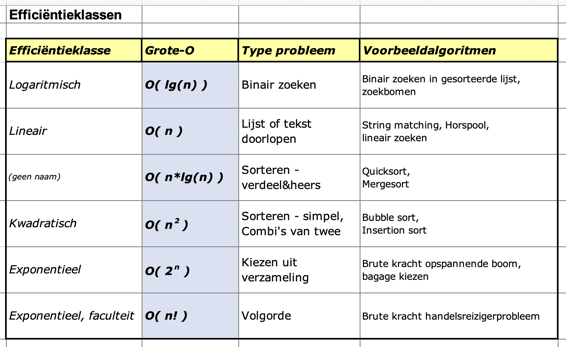 Efficiëntieklassen
Efficiëntieklasse Grote-O Type probleem Voorbeeldalgoritmen
Logaritmisch O( lg(n) ) Binair zoeken Binair zoeken in gesorteerde lijst,
zoekbomen
Lineair O( n ) Lijst of tekst
doorlopen String matching, Horspool,
lineair zoeken
(geen naam) O( n*lg(n) ) Sorteren -
verdeel&heers Quicksort,
Mergesort
Kwadratisch O( n² ) Sorteren - simpel,
Combi's van twee Bubble sort,
Insertion sort
Exponentieel O( 2ⁿ ) Kiezen uit
verzameling Brute kracht opspannende boom,
bagage kiezen
Exponentieel, faculteit O( n! ) Volgorde Brute kracht handelsreizigerprobleem